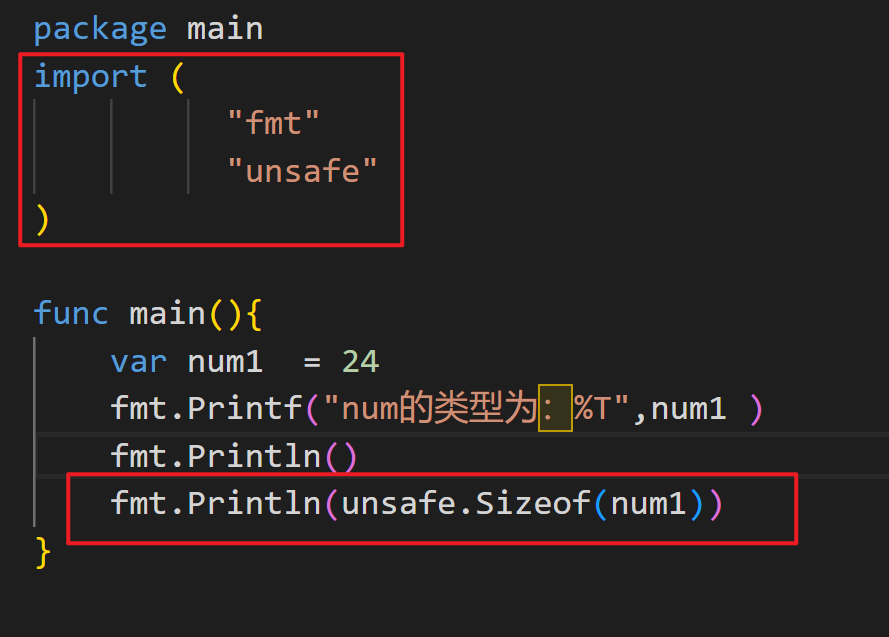 package main
import (
"fmt"
"unsafe"
)
func main(){
var num1  = 24
fmt.Printf("num的类型为：%T",num1 )
fmt.Println()
fmt.Println(unsafe.Sizeof(num1))
}